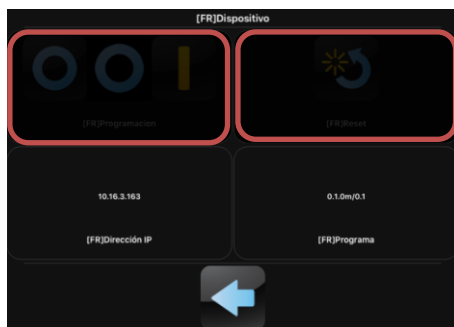 [FR]Dispositivo
[FR]Programacion
[FR]Reset
10.16.3.163
0.1.0m/0.1
[FR]Dirección IP
[FR]Programa